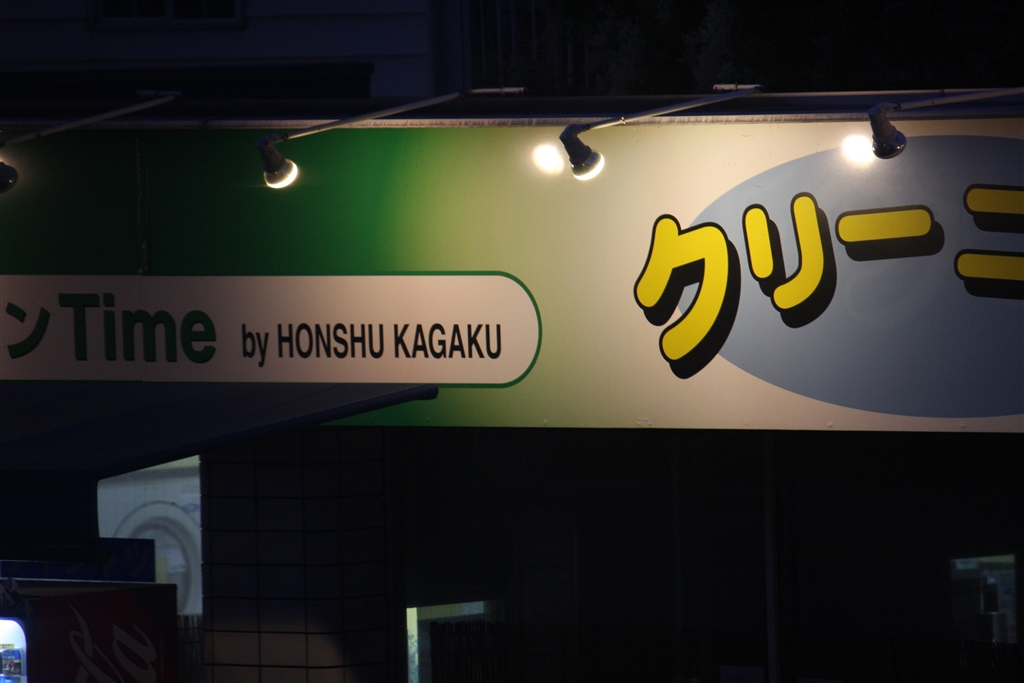 ンTime by HONSHU KAGAKU
クリー